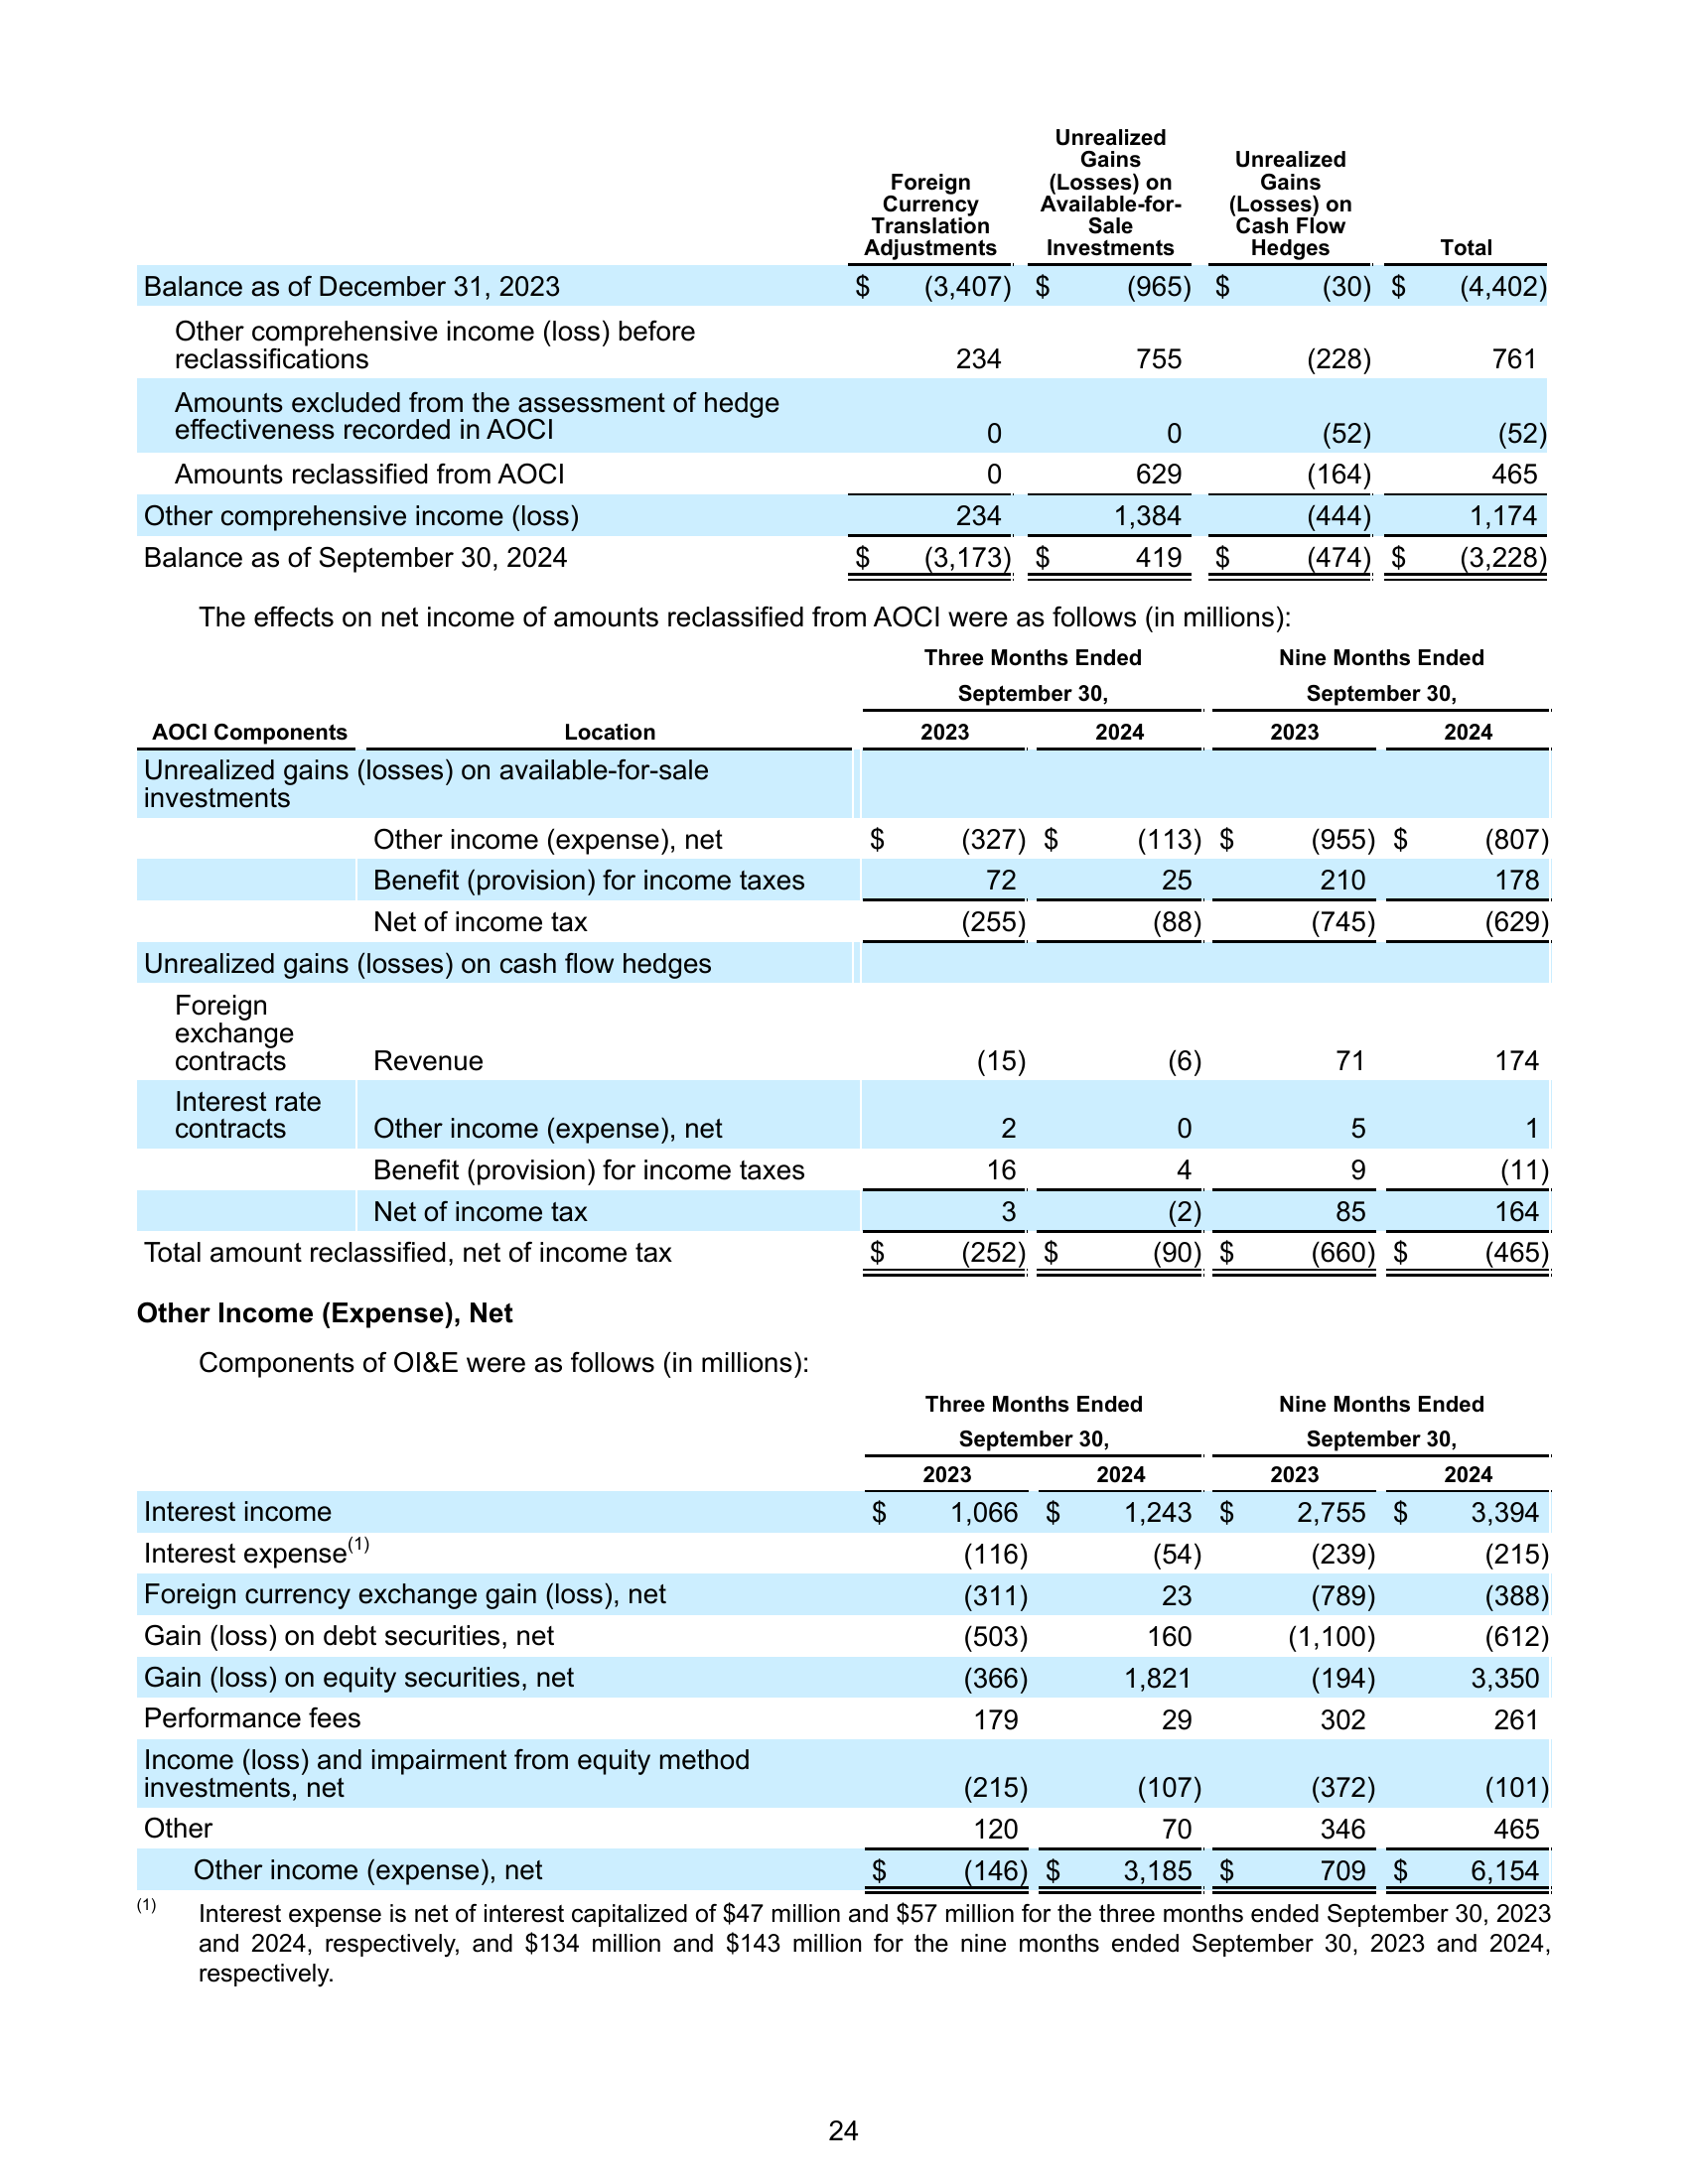 Foreign Currency Translation Adjustments	Unrealized Gains (Losses) on Available-for-Sale Investments	Unrealized Gains (Losses) on Cash Flow Hedges	Total
Balance as of December 31, 2023	$ (3,407)	$ (965)	$ (30)	$ (4,402)
Other comprehensive income (loss) before
reclassifications	234	755	(228)	761
Amounts excluded from the assessment of hedge
effectiveness recorded in AOCI	0	0	(52)	(52)
Amounts reclassified from AOCI	0	629	(164)	465
Other comprehensive income (loss)	234	1,384	(444)	1,174
Balance as of September 30, 2024	$ (3,173)	$ 419	$ (474)	$ (3,228)
The effects on net income of amounts reclassified from AOCI were as follows (in millions):
Three Months Ended	Nine Months Ended
September 30,	September 30,
AOCI Components	Location	2023	2024	2023	2024
Unrealized gains (losses) on available-for-sale
investments
Other income (expense), net	$ (327)	$ (113)	$ (955)	$ (807)
Benefit (provision) for income taxes	72	25	210	178
Net of income tax	(255)	(88)	(745)	(629)
Unrealized gains (losses) on cash flow hedges
Foreign
exchange
contracts	Revenue	(15)	(6)	71	174
Interest rate
contracts	Other income (expense), net	2	0	5	1
Benefit (provision) for income taxes	16	4	9	(11)
Net of income tax	3	(2)	85	164
Total amount reclassified, net of income tax	$ (252)	$ (90)	$ (660)	$ (465)
Other Income (Expense), Net
Components of OI&E were as follows (in millions):
Three Months Ended	Nine Months Ended
September 30,	September 30,
2023	2024	2023	2024
Interest income	$ 1,066	$ 1,243	$ 2,755	$ 3,394
Interest expense(1)	(116)	(54)	(239)	(215)
Foreign currency exchange gain (loss), net	(311)	23	(789)	(388)
Gain (loss) on debt securities, net	(503)	160	(1,100)	(612)
Gain (loss) on equity securities, net	(366)	1,821	(194)	3,350
Performance fees	179	29	302	261
Income (loss) and impairment from equity method
investments, net	(215)	(107)	(372)	(101)
Other	120	70	346	465
Other income (expense), net	$ (146)	$ 3,185	$ 709	$ 6,154
(1) Interest expense is net of interest capitalized of $47 million and $57 million for the three months ended September 30, 2023
and 2024, respectively, and $134 million and $143 million for the nine months ended September 30, 2023 and 2024,
respectively.
24